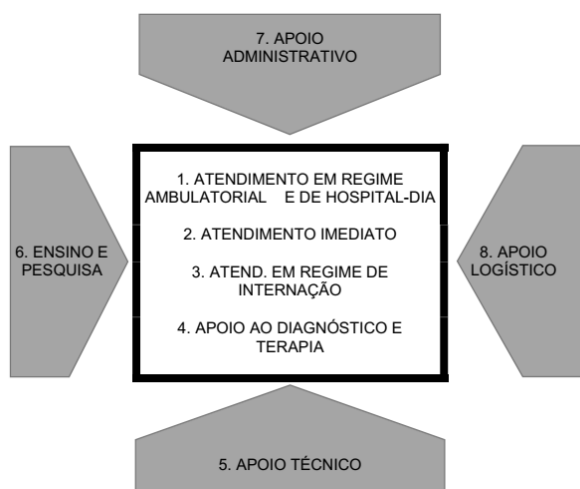 7. APOIO
ADMINISTRATIVO
1. ATENDIMENTO EM REGIME
AMBULATORIAL E DE HOSPITAL-DIA
2. ATENDIMENTO IMEDIATO
3. ATEND. EM REGIME DE
INTERNAÇÃO
4. APOIO AO DIAGNÓSTICO E
TERAPIA
6. ENSINO E
PESQUISA
8. APOIO
LOGÍSTICO
5. APOIO TÉCNICO